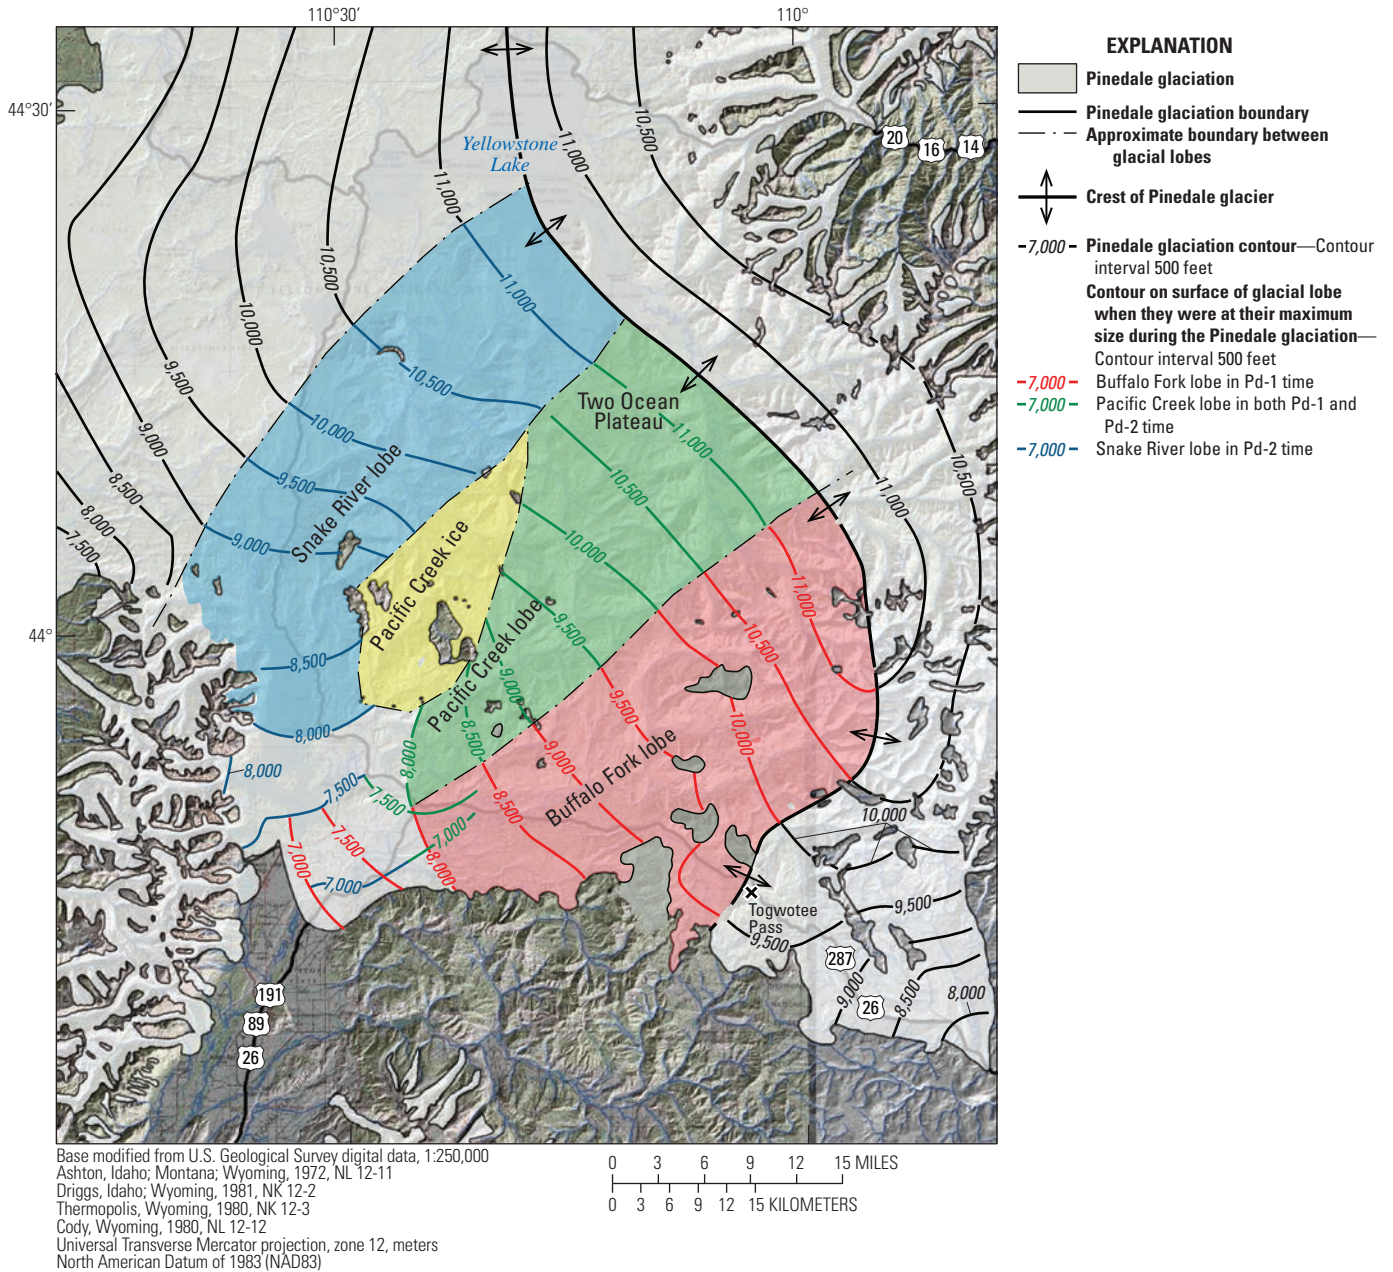 110°30'
110°
44°30'
44°
Yellowstone
Lake
11,000
11,000
10,500
10,500
10,000
9,500
9,000
8,500
8,000
7,500
20
16
14
11,000
10,500
10,000
9,500
9,000
8,500
8,000
8,000
7,500
7,000
Snake River lobe
Pacific Creek ice
Two Ocean
Plateau
11,000
10,500
10,000
9,500
9,000
8,500
8,000
7,500
7,000
Pacific Creek lobe
11,000
10,500
10,000
9,500
9,000
8,500
8,000
7,500
7,000
Buffalo Fork lobe
11,000
10,500
10,000
9,500
9,500
9,000
8,500
8,000
Togwotee
Pass
287
26
191
89
26
EXPLANATION
Pinedale glaciation
Pinedale glaciation boundary
Approximate boundary between
glacial lobes
Crest of Pinedale glacier
7,000
Pinedale glaciation contour—Contour
interval 500 feet
Contour on surface of glacial lobe
when they were at their maximum
size during the Pinedale glaciation—
Contour interval 500 feet
7,000 Buffalo Fork lobe in Pd-1 time
7,000 Pacific Creek lobe in both Pd-1 and
Pd-2 time
7,000 Snake River lobe in Pd-2 time
Base modified from U.S. Geological Survey digital data, 1:250,000
Ashton, Idaho; Montana; Wyoming, 1972, NL 12-11
Driggs, Idaho; Wyoming, 1981, NK 12-2
Thermopolis, Wyoming, 1980, NK 12-3
Cody, Wyoming, 1980, NL 12-12
Universal Transverse Mercator projection, zone 12, meters
North American Datum of 1983 (NAD83)
0 3 6 9 12 15 MILES
0 3 6 9 12 15 KILOMETERS